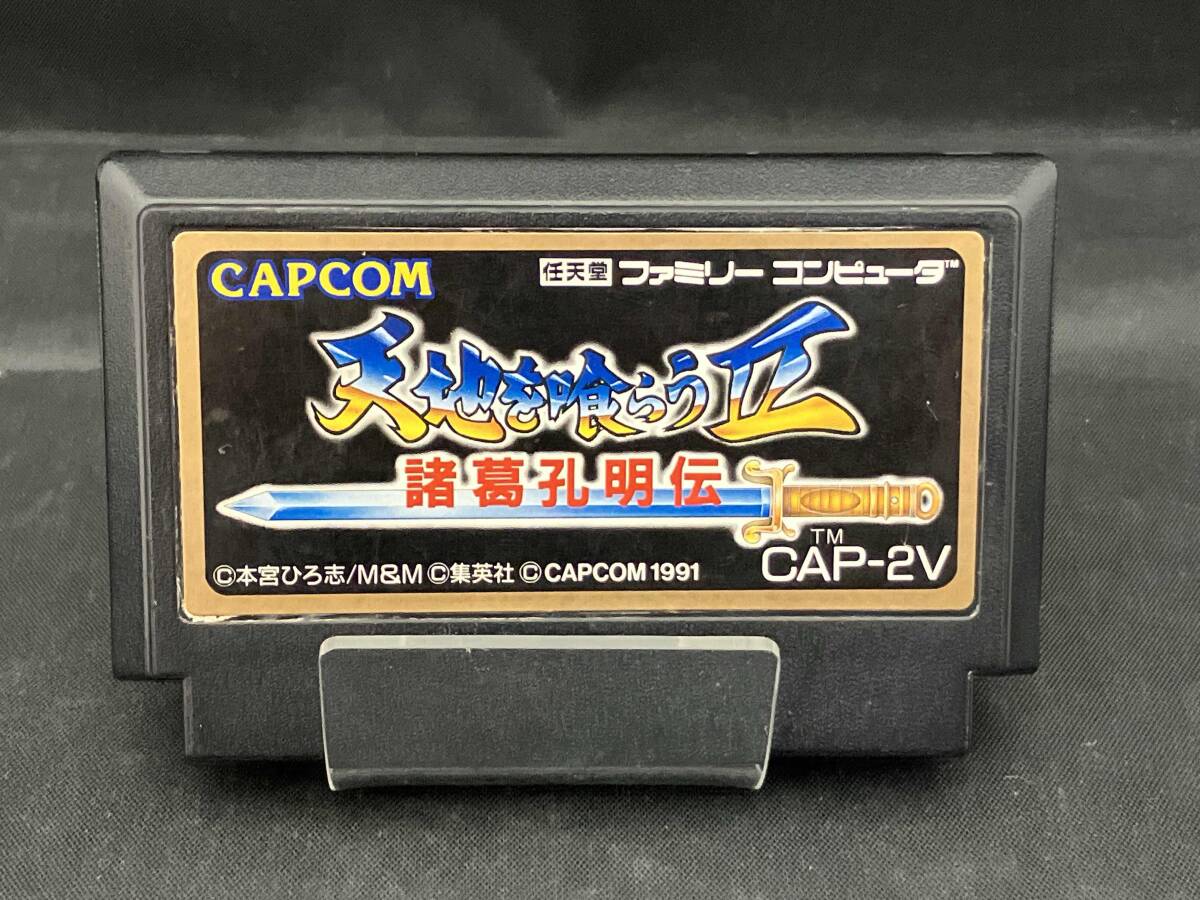 CAPCOM
任天堂 ファミリー コンピュータ™
天地を喰らうII
諸葛孔明伝
TM
CAP-2V
©本宮ひろ志/M&M ©集英社 ©CAPCOM 1991